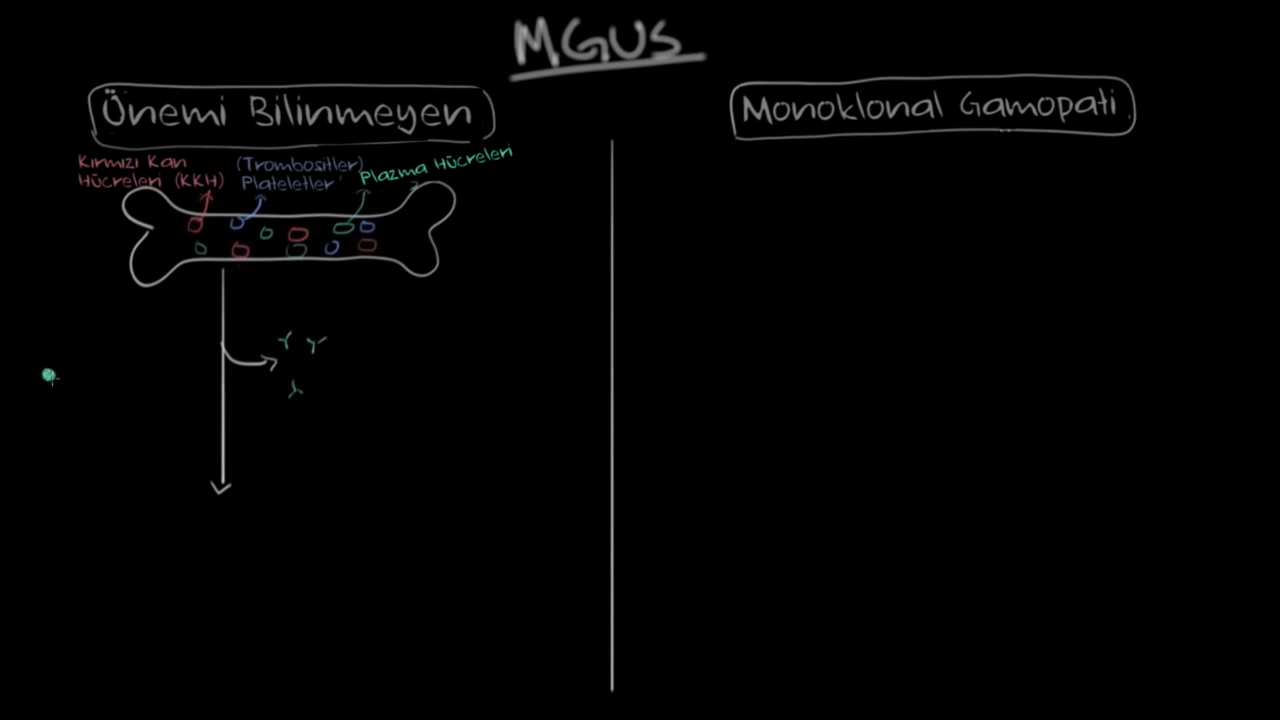 MGUS
Önemi Bilinmeyen
Monoklonal Gamopati
Kırmızı Kan
Hücreleri (KKH)
(Trombositler)
Plateletler
Plazma Hücreleri